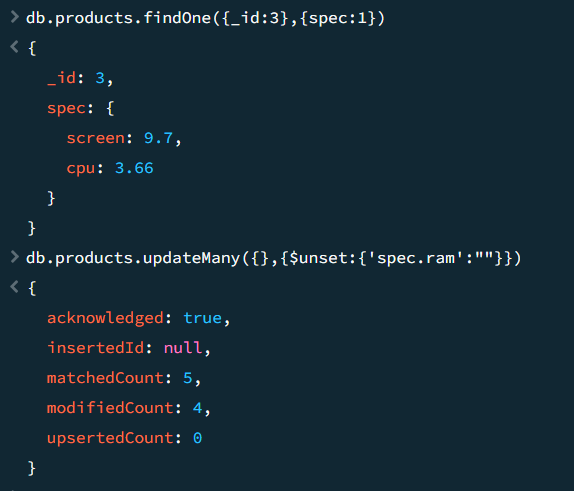 > db.products.findOne({_id:3},{spec:1})
< {
    _id: 3,
    spec: {
      screen: 9.7,
      cpu: 3.66
    }
  }
> db.products.updateMany({},{$unset:{'spec.ram':""}})
< {
    acknowledged: true,
    insertedId: null,
    matchedCount: 5,
    modifiedCount: 4,
    upsertedCount: 0
  }